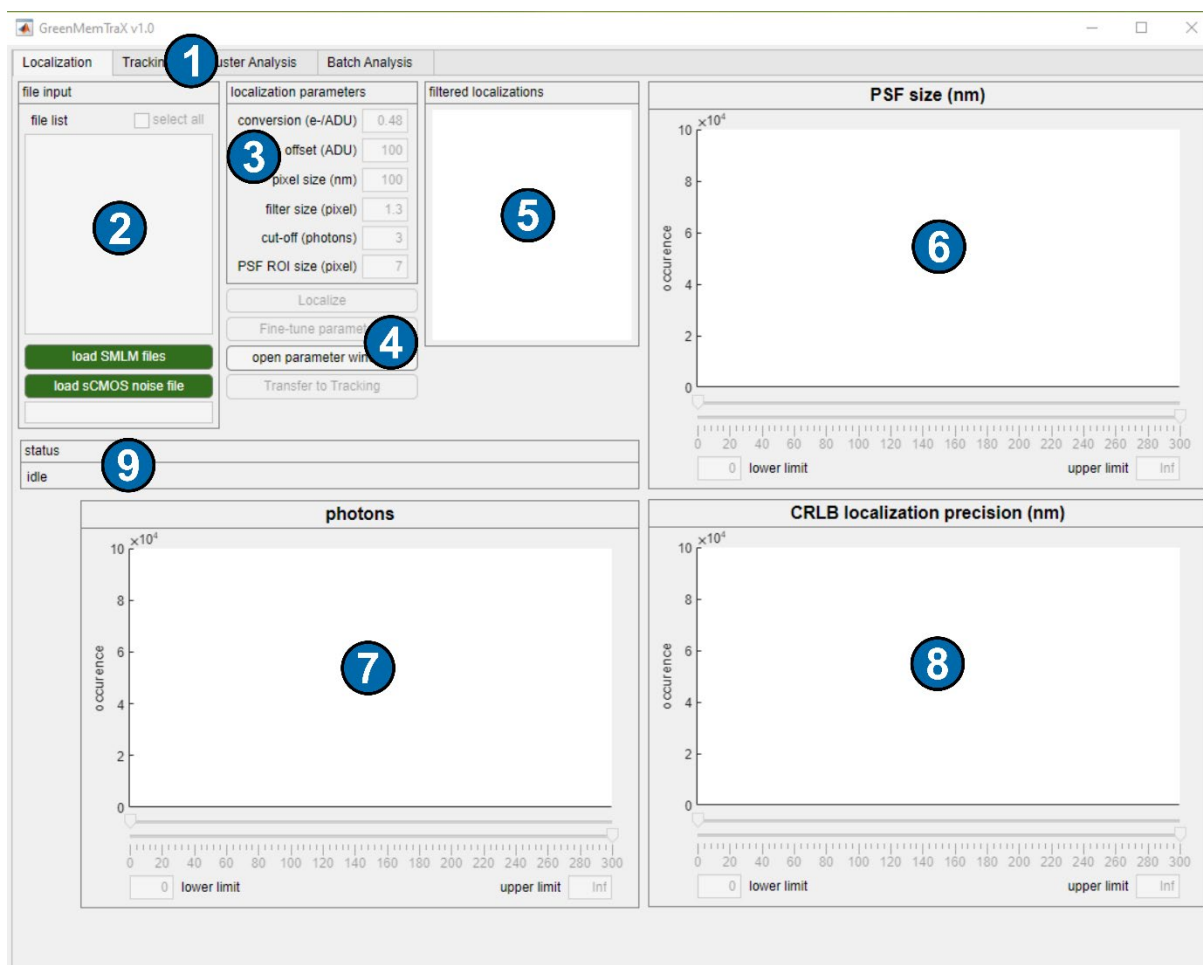 GreenMemTraX v1.0
Localization Trackin 1 uster Analysis Batch Analysis
file input
file list select all
2
load SMLM files
load sCMOS noise file
localization parameters
conversion (e-/ADU) 0.48
3 offset (ADU) 100
pixel size (nm) 100
filter size (pixel) 1.3
cut-off (photons) 3
PSF ROI size (pixel) 7
Localize
Fine-tune paramet
4
open parameter win
Transfer to Tracking
filtered localizations
5
PSF size (nm)
×10⁴
10
8
6
4
2
0
occurence
6
0 20 40 60 80 100 120 140 160 180 200 220 240 260 280 300
0 lower limit upper limit Inf
status
idle
9
photons
×10⁴
10
8
6
4
2
0
occurence
7
0 20 40 60 80 100 120 140 160 180 200 220 240 260 280 300
0 lower limit upper limit Inf
CRLB localization precision (nm)
×10⁴
10
8
6
4
2
0
occurence
8
0 20 40 60 80 100 120 140 160 180 200 220 240 260 280 300
0 lower limit upper limit Inf